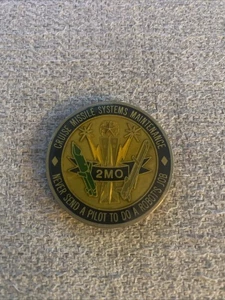 CRUISE MISSILE SYSTEMS MAINTENANCE
2MO
NEVER SEND A PILOT TO DO A ROBOT'S JOB